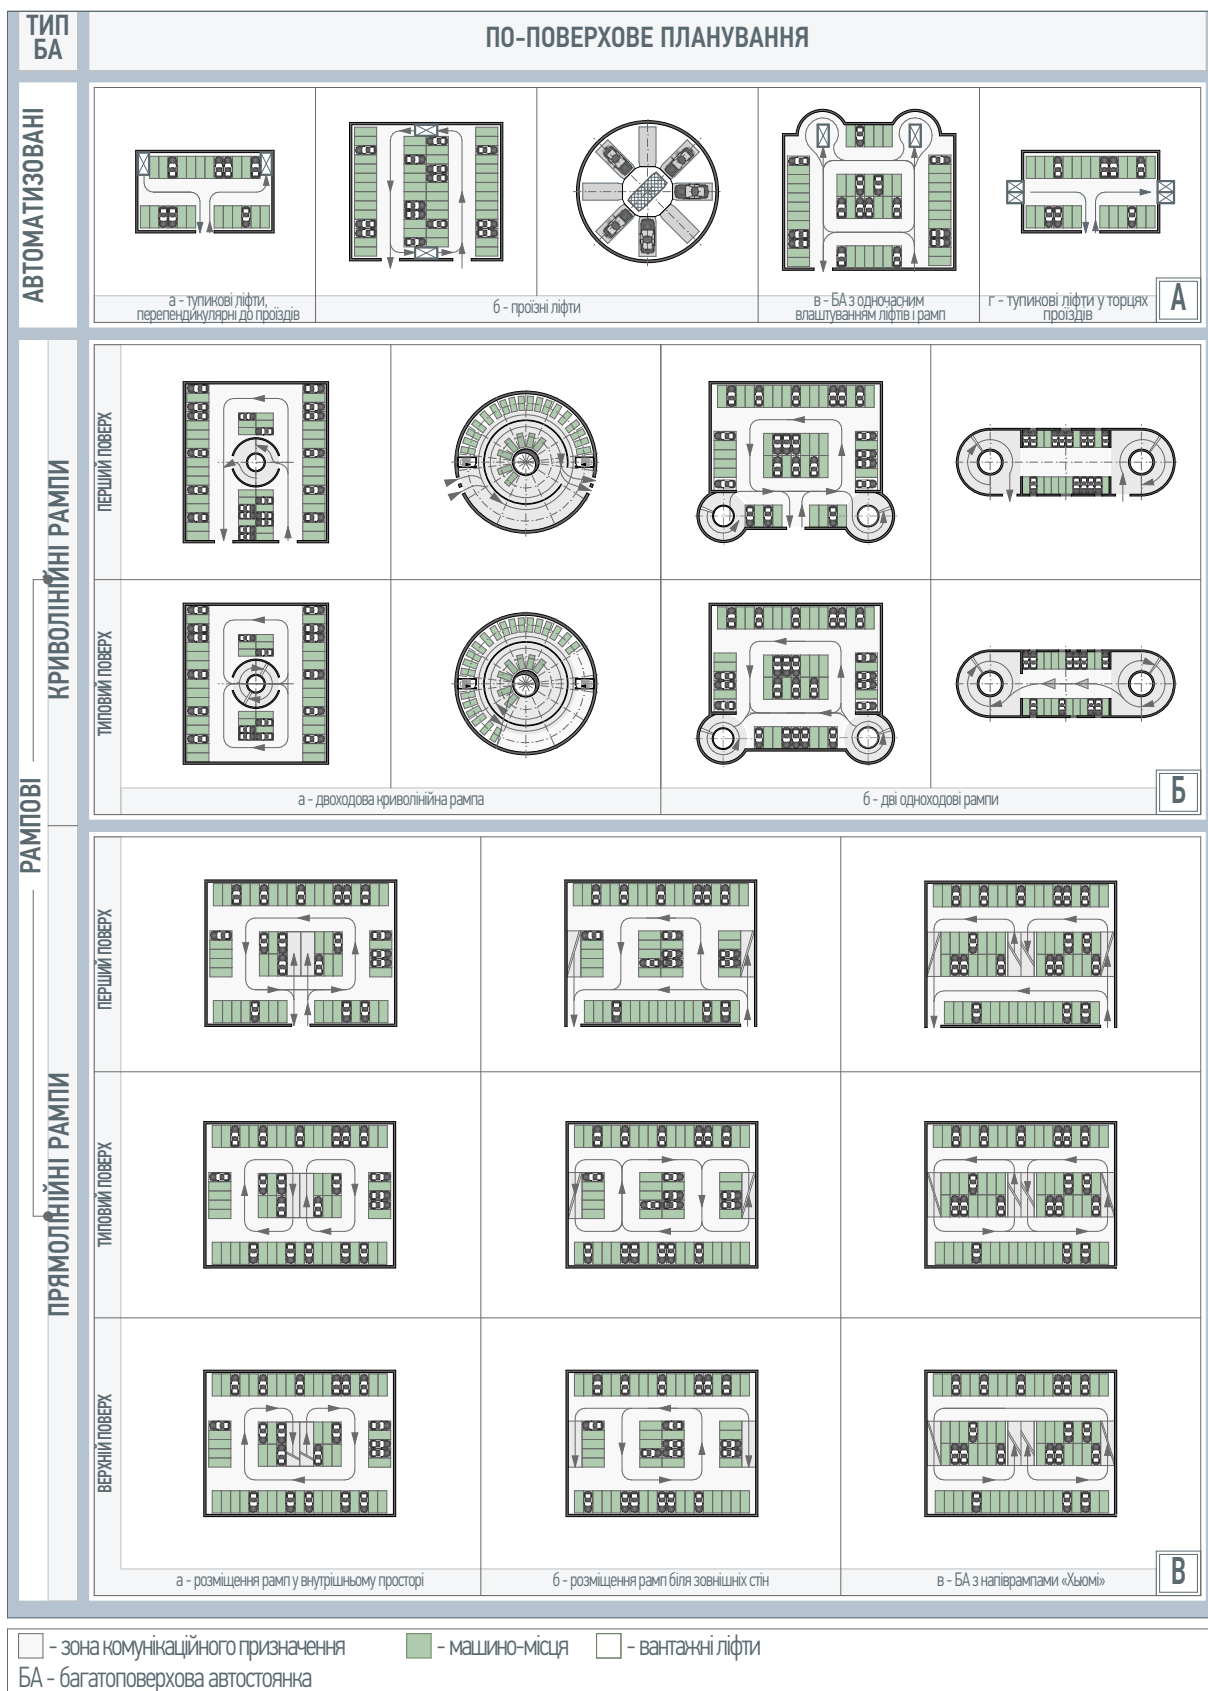 ТИП
БА
ПО-ПОВЕРХОВЕ ПЛАНУВАННЯ
АВТОМАТИЗОВАНІ
а - тупикові ліфти,
перпендикулярні до проїздів
б - проїзні ліфти
в - БА з одночасним
влаштуванням ліфтів і рамп
г - тупикові ліфти у торцях
проїздів
А
РАМПОВІ
КРИВОЛІНІЙНІ РАМПИ
ПЕРШИЙ ПОВЕРХ
ТИПОВИЙ ПОВЕРХ
а - двоходова криволінійна рампа
б - дві одноходові рампи
Б
ПРЯМОЛІНІЙНІ РАМПИ
ПЕРШИЙ ПОВЕРХ
ТИПОВИЙ ПОВЕРХ
ВЕРХНІЙ ПОВЕРХ
а - розміщення рамп у внутрішньому просторі
б - розміщення рамп біля зовнішніх стін
в - БА з напіврампами «Хьюмі»
В
- зона комунікаційного призначення
- машино-місця
- вантажні ліфти
БА - багатоповерхова автостоянка